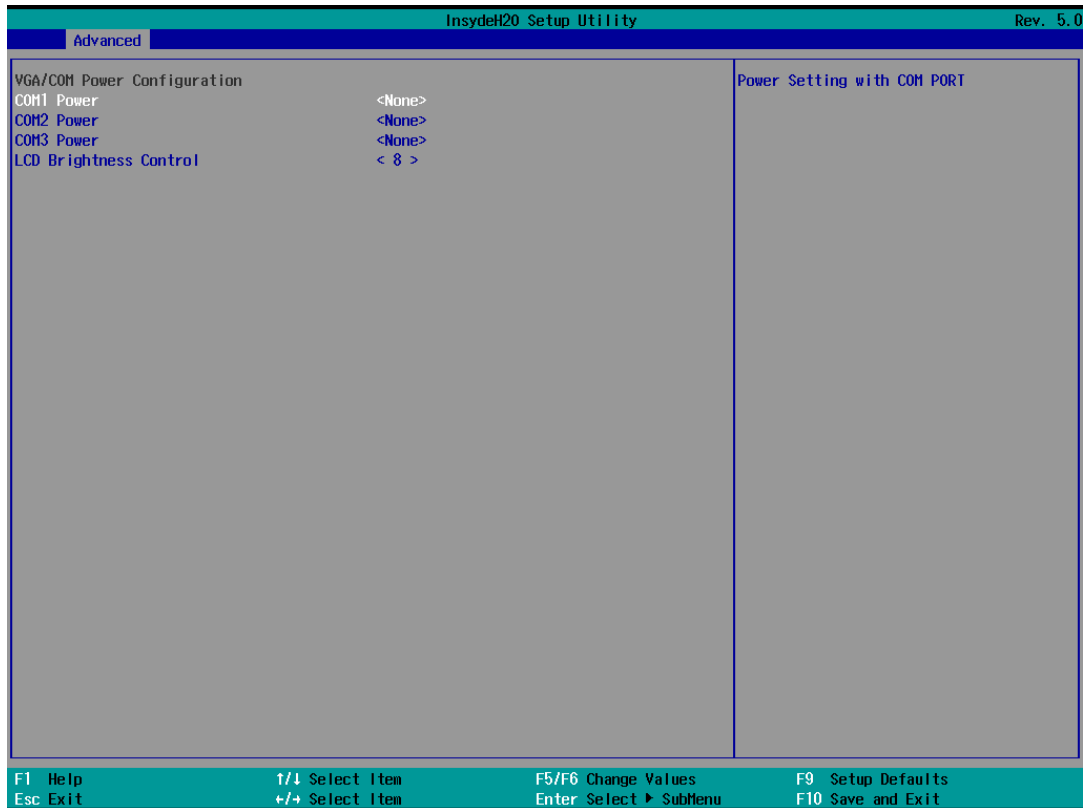 InsydeH2O Setup Utility Rev. 5.0
Advanced
VGA/COM Power Configuration
COM1 Power <None>
COM2 Power <None>
COM3 Power <None>
LCD Brightness Control < 8 >
Power Setting with COM PORT
F1 Help ↑/↓ Select Item F5/F6 Change Values F9 Setup Defaults
Esc Exit ←/→ Select Item Enter Select ▶ SubMenu F10 Save and Exit